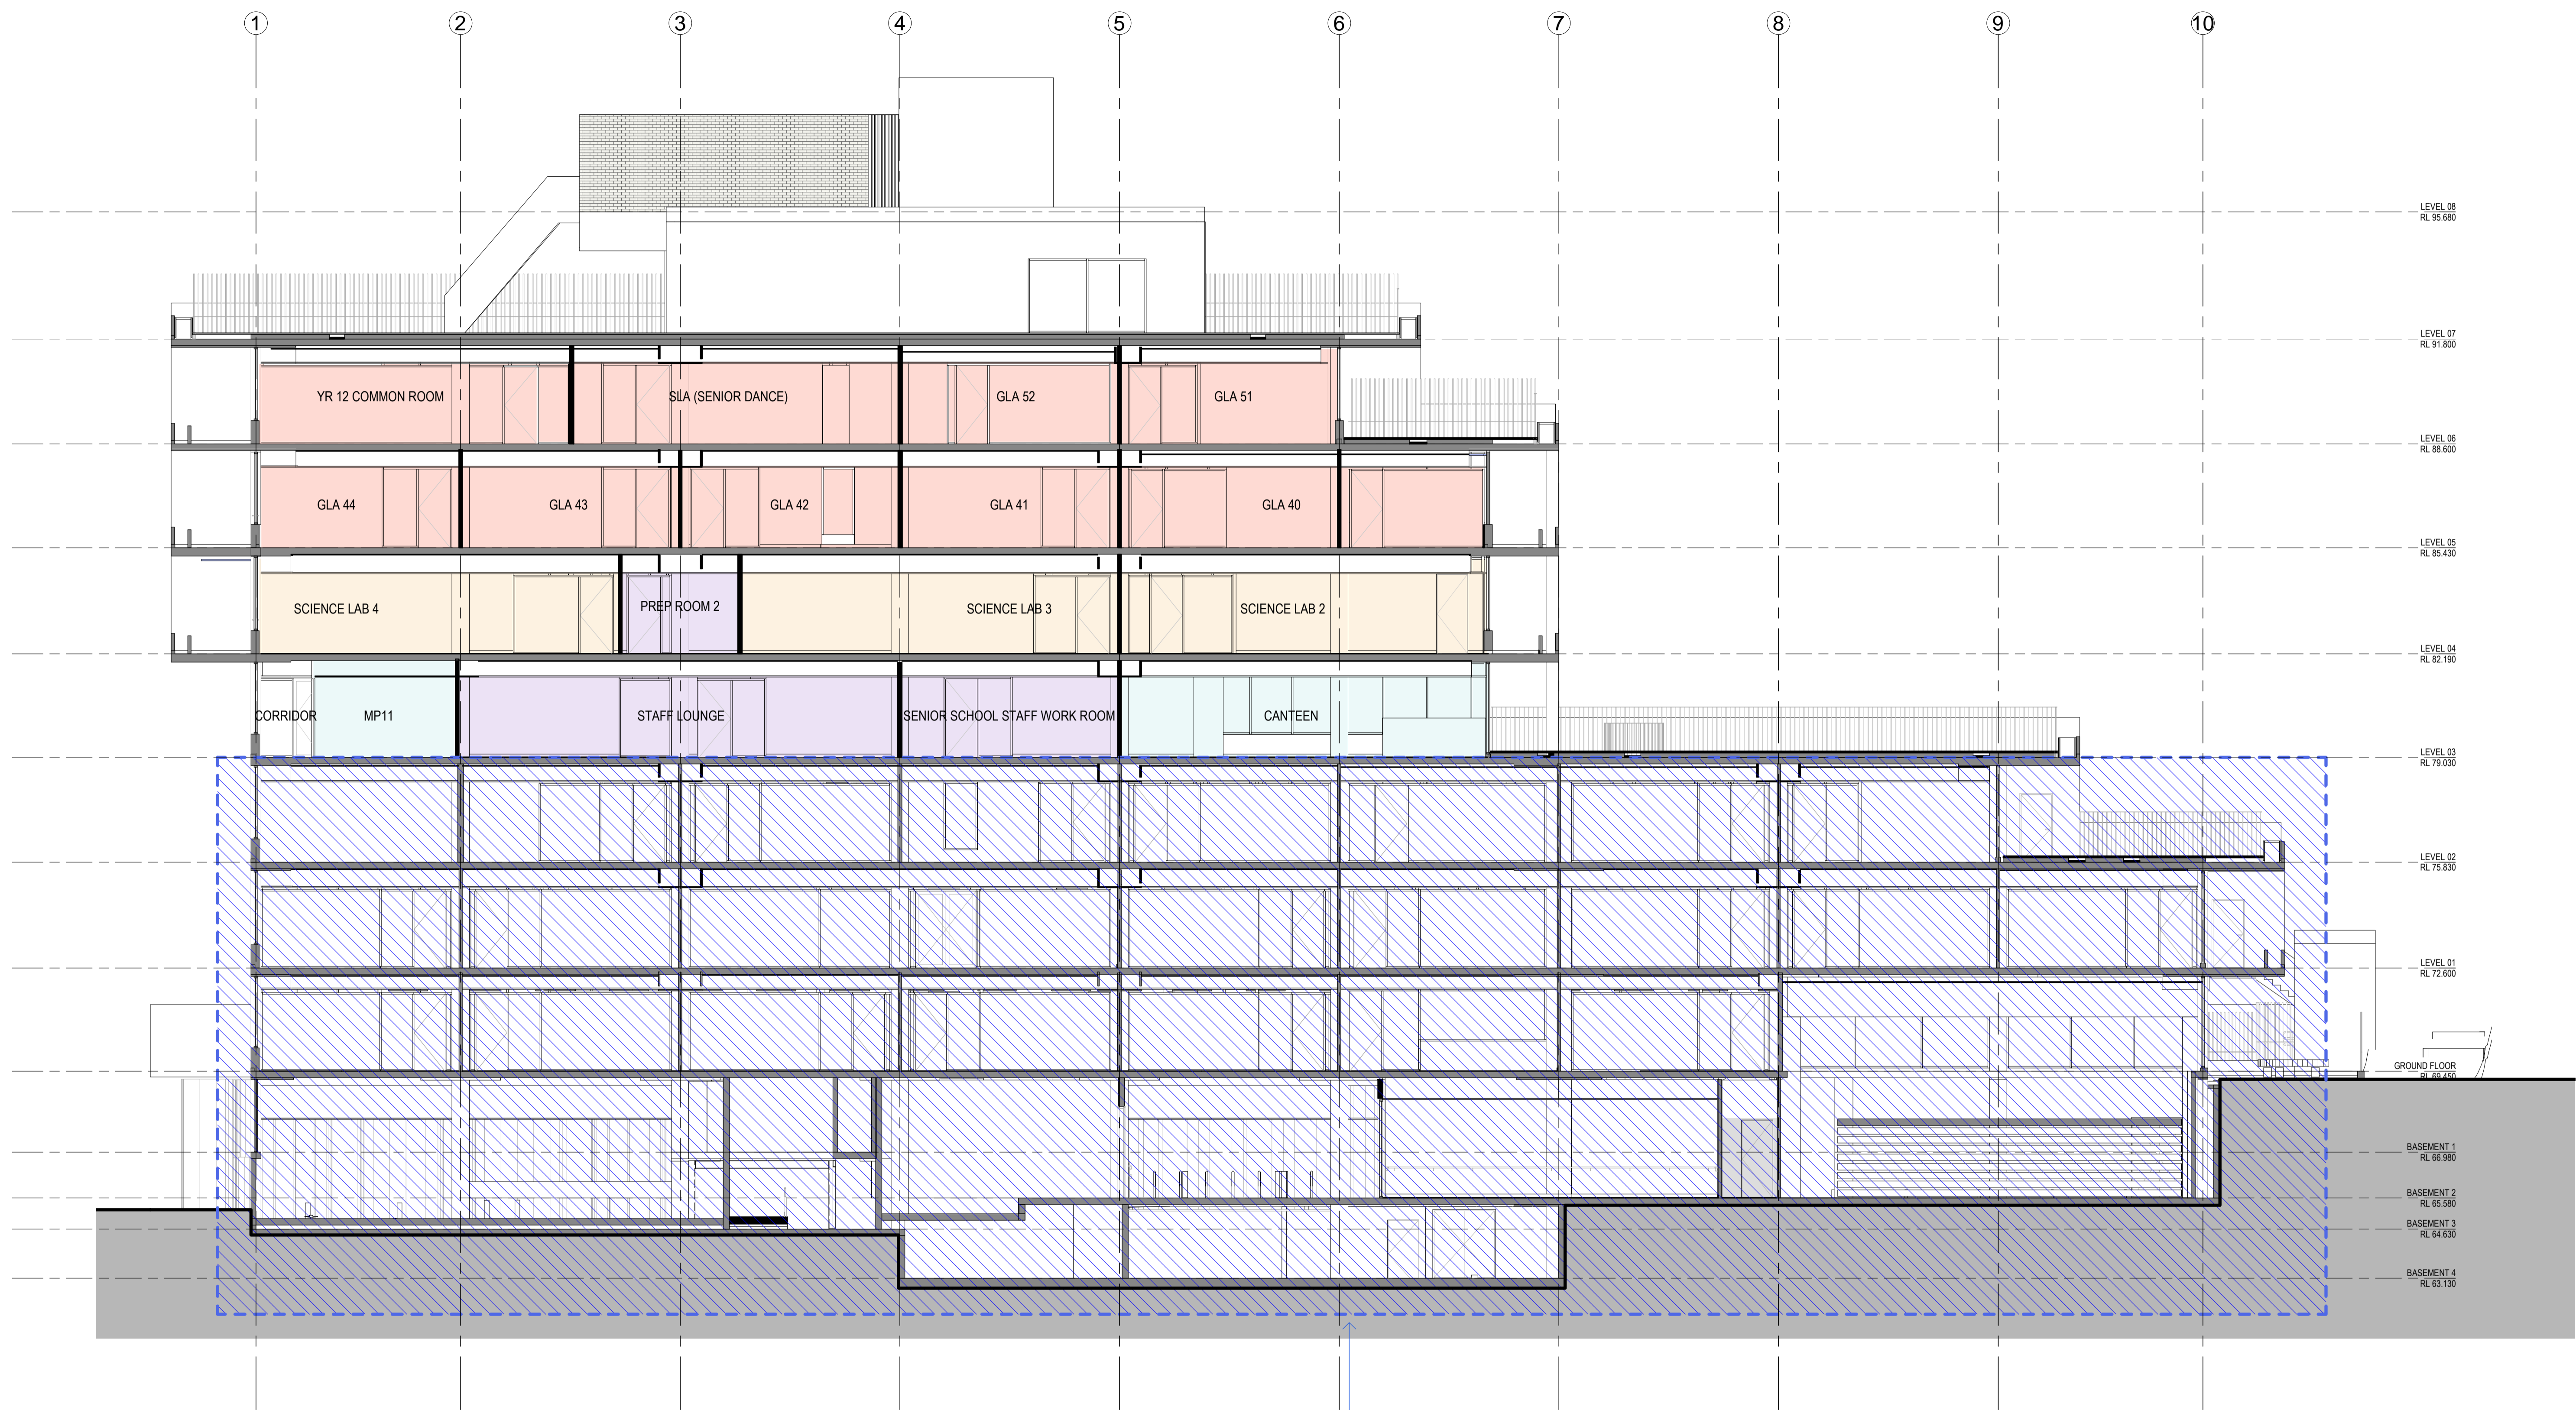 1 2 3 4 5 6 7 8 9 10
LEVEL 08
RL 95.680
LEVEL 07
RL 91.800
YR 12 COMMON ROOM SLA (SENIOR DANCE) GLA 52 GLA 51
LEVEL 06
RL 88.600
GLA 44 GLA 43 GLA 42 GLA 41 GLA 40
LEVEL 05
RL 85.430
SCIENCE LAB 4 PREP ROOM 2 SCIENCE LAB 3 SCIENCE LAB 2
LEVEL 04
RL 82.190
CORRIDOR MP11 STAFF LOUNGE SENIOR SCHOOL STAFF WORK ROOM CANTEEN
LEVEL 03
RL 79.030
LEVEL 02
RL 75.830
LEVEL 01
RL 72.600
GROUND FLOOR
RL 69.450
BASEMENT 1
RL 66.980
BASEMENT 2
RL 65.580
BASEMENT 3
RL 64.630
BASEMENT 4
RL 63.130